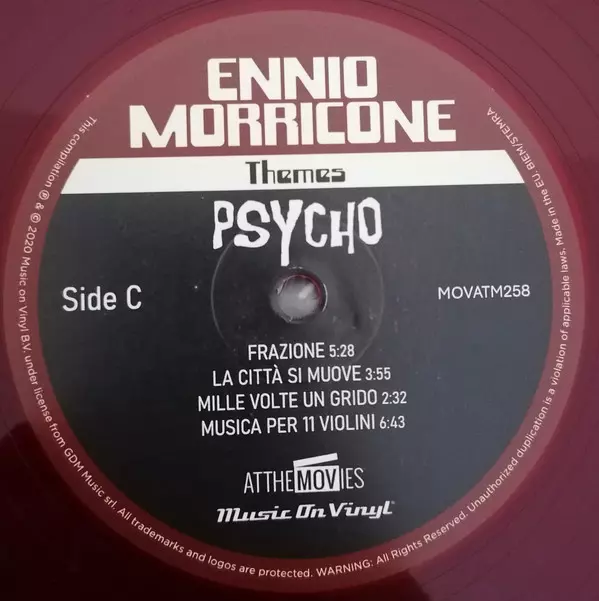 ENNIO
MORRICONE
Themes
PSYCHO
Side C
MOVATM258
FRAZIONE 5:28
LA CITTÀ SI MUOVE 3:55
MILLE VOLTE UN GRIDO 2:32
MUSICA PER 11 VIOLINI 6:43
ATTHEMOVIES
Music On Vinyl®
This compilation ℗ & © 2020 Music on Vinyl B.V. under license from GDM Music srl. All trademarks and logos are protected. WARNING: All Rights Reserved. Unauthorized duplication is a violation of applicable laws. Made in the EU. BIEM/STEMRA